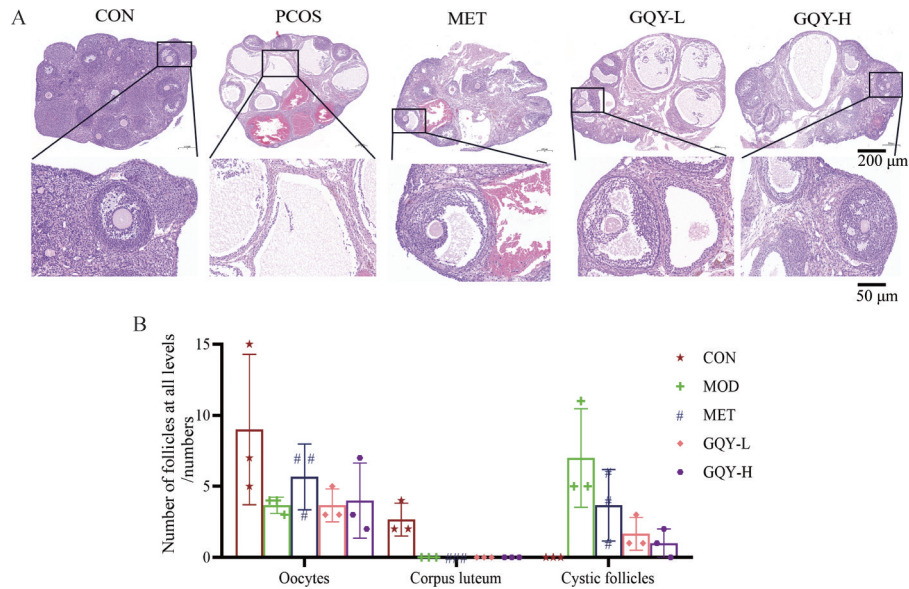 A
CON
PCOS
MET
GQY-L
GQY-H
200 μm
50 μm
B
Number of follicles at all levels
/numbers
15
10
5
0
Oocytes
Corpus luteum
Cystic follicles
CON
MOD
MET
GQY-L
GQY-H